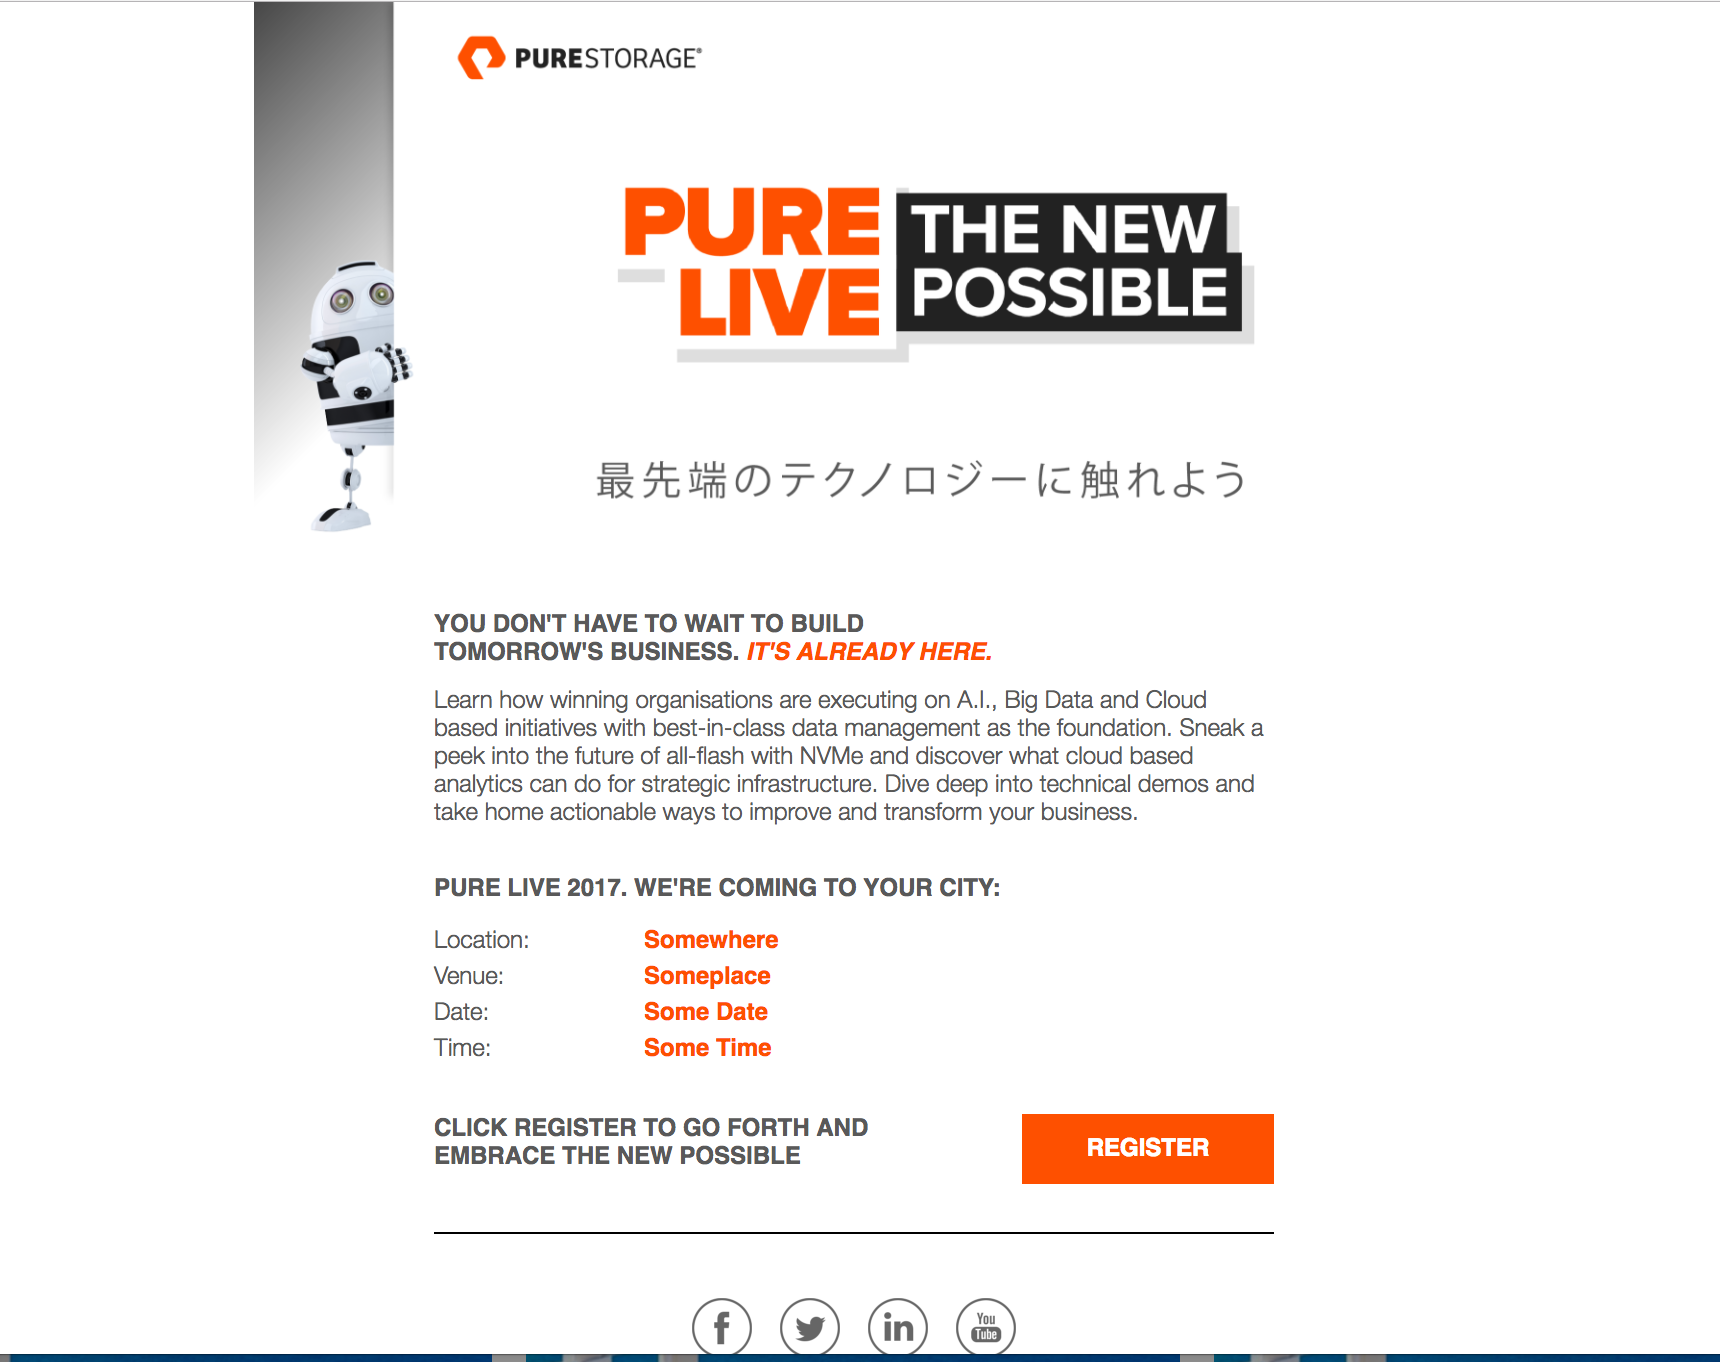 PURESTORAGE®
PURE
LIVE
THE NEW
POSSIBLE
最先端のテクノロジーに触れよう
YOU DON'T HAVE TO WAIT TO BUILD
TOMORROW'S BUSINESS. IT'S ALREADY HERE.
Learn how winning organisations are executing on A.I., Big Data and Cloud
based initiatives with best-in-class data management as the foundation. Sneak a
peek into the future of all-flash with NVMe and discover what cloud based
analytics can do for strategic infrastructure. Dive deep into technical demos and
take home actionable ways to improve and transform your business.
PURE LIVE 2017. WE'RE COMING TO YOUR CITY:
Location: Somewhere
Venue: Someplace
Date: Some Date
Time: Some Time
CLICK REGISTER TO GO FORTH AND
EMBRACE THE NEW POSSIBLE
REGISTER
f
in
You
Tube